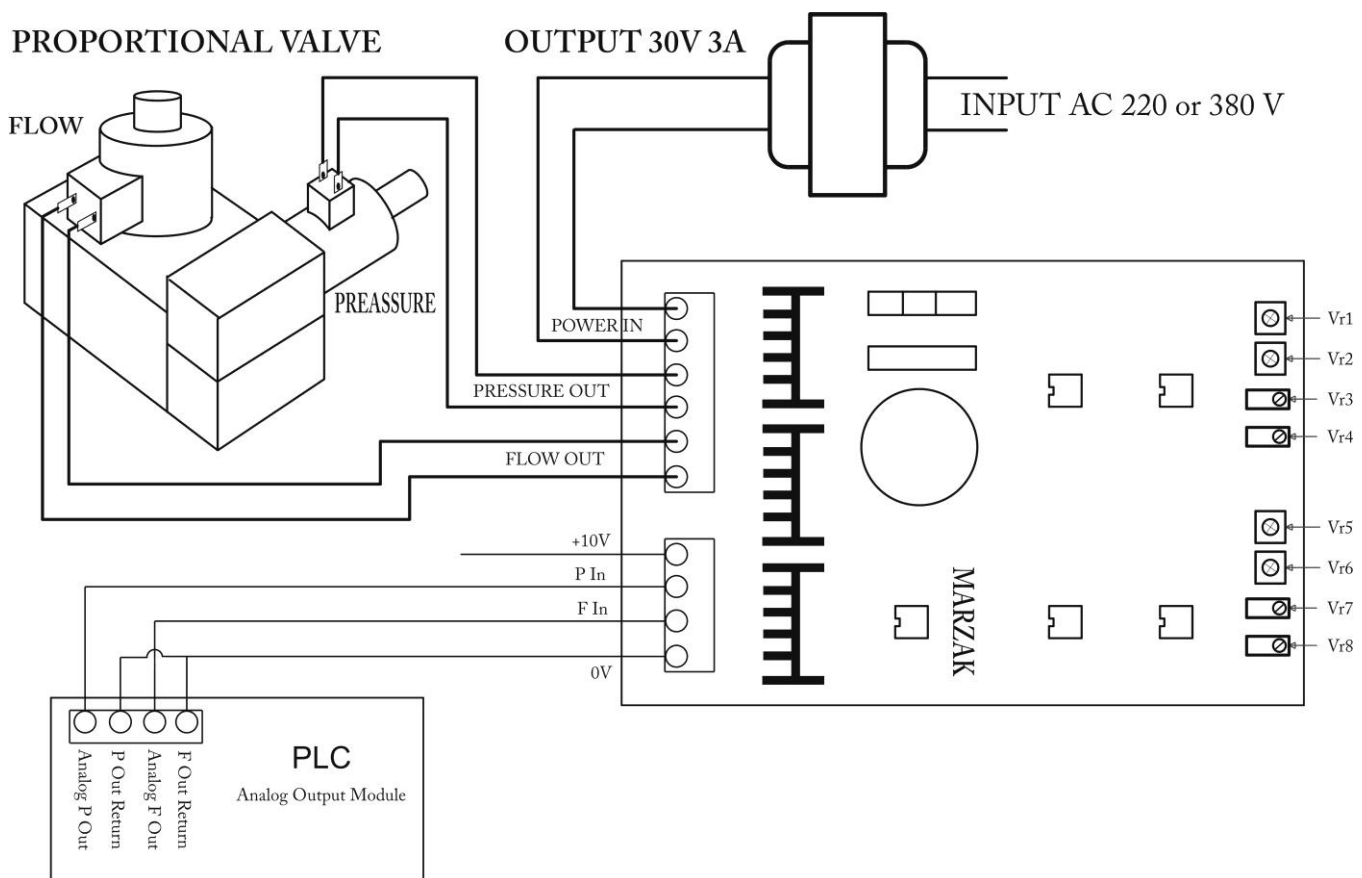 PROPORTIONAL VALVE
OUTPUT 30V 3A
INPUT AC 220 or 380 V
FLOW
PREASSURE
POWER IN
PRESSURE OUT
FLOW OUT
+10V
P In
F In
0V
Vr1
Vr2
Vr3
Vr4
Vr5
Vr6
Vr7
Vr8
MARZAK
PLC
Analog Output Module
Analog P Out
P Out Return
Analog F Out
F Out Return